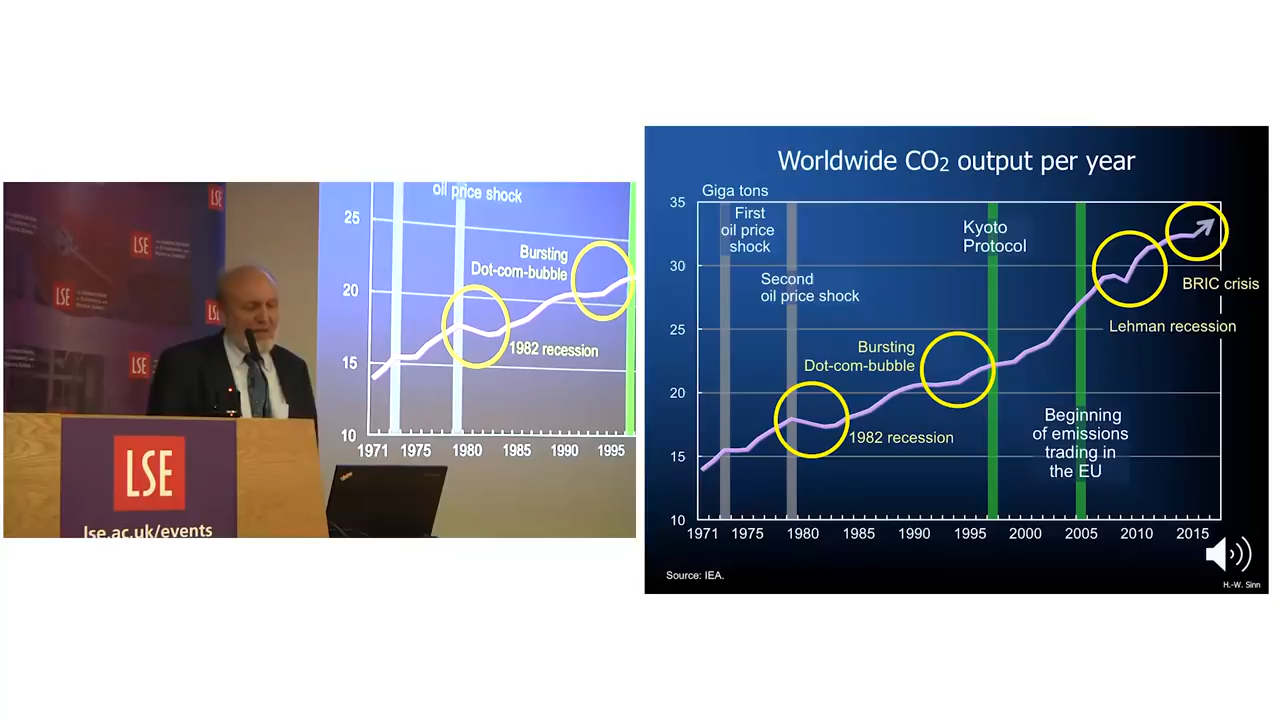 LSE
LSE
LSE
LSE
LSE
LSE
lse.ac.uk/events
oil price shock
25
Bursting
Dot-com-bubble
20
1982 recession
15
10
1971 1975 1980 1985 1990 1995
Worldwide CO2 output per year
Giga tons
35
First
oil price
shock
Kyoto
Protocol
30
Second
oil price shock
BRIC crisis
Lehman recession
25
Bursting
Dot-com-bubble
20
1982 recession
Beginning
of emissions
trading in
the EU
15
10
1971 1975 1980 1985 1990 1995 2000 2005 2010 2015
Source: IEA.
H.-W. Sinn